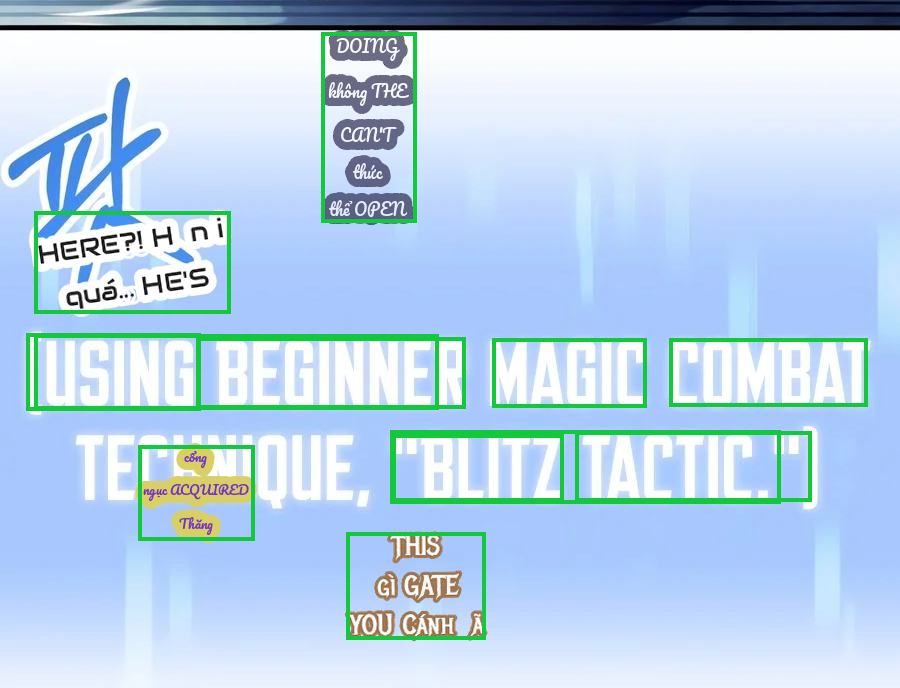 DOING
không THE
CAN'T
thức
thể OPEN
HERE?! H n i
quá... HE'S
(USING BEGINNER MAGIC COMBAT
TECHNIQUE, "BLITZ TACTIC.")
cổng
ngục ACQUIRED
Thăng
THIS
GÌ GATE
YOU CÁNH Ã